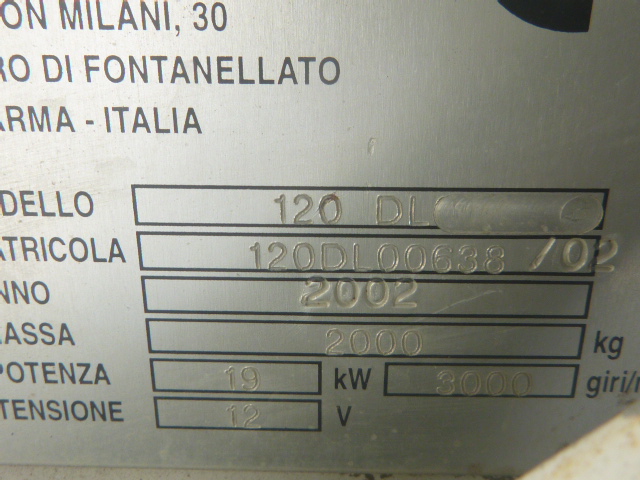 ON MILANI, 30
RO DI FONTANELLATO
ARMA - ITALIA
DELLO 120 DL
ATRICOLA 120DL00638 /02
NNO 2002
ASSA 2000 kg
POTENZA 19 kW 3000 giri/
TENSIONE 12 V